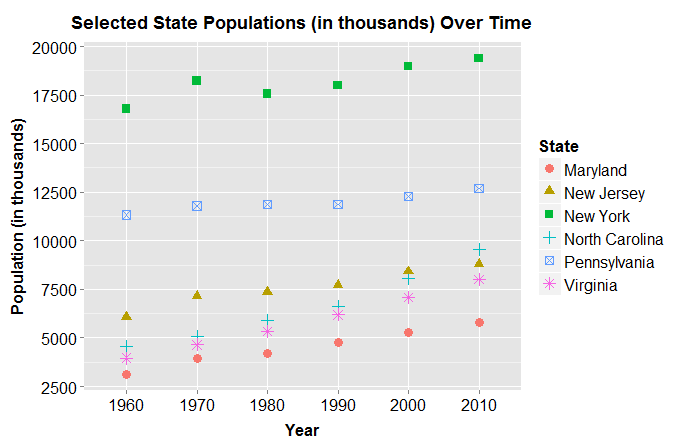 Selected State Populations (in thousands) Over Time
20000
17500
15000
12500
10000
7500
5000
2500
Population (in thousands)
1960 1970 1980 1990 2000 2010
Year
State
Maryland
New Jersey
New York
North Carolina
Pennsylvania
Virginia